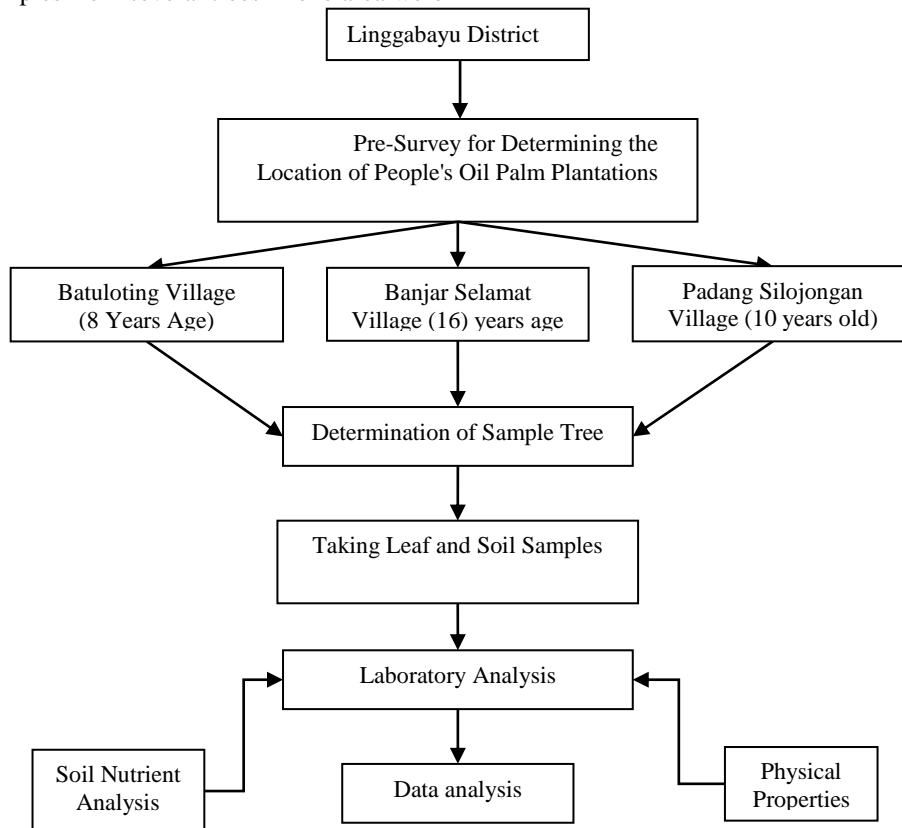 Linggabayu District
Pre-Survey for Determining the
Location of People's Oil Palm Plantations
Batuloting Village
(8 Years Age)
Banjar Selamat
Village (16) years age
Padang Silojongan
Village (10 years old)
Determination of Sample Tree
Taking Leaf and Soil Samples
Laboratory Analysis
Soil Nutrient
Analysis
Data analysis
Physical
Properties